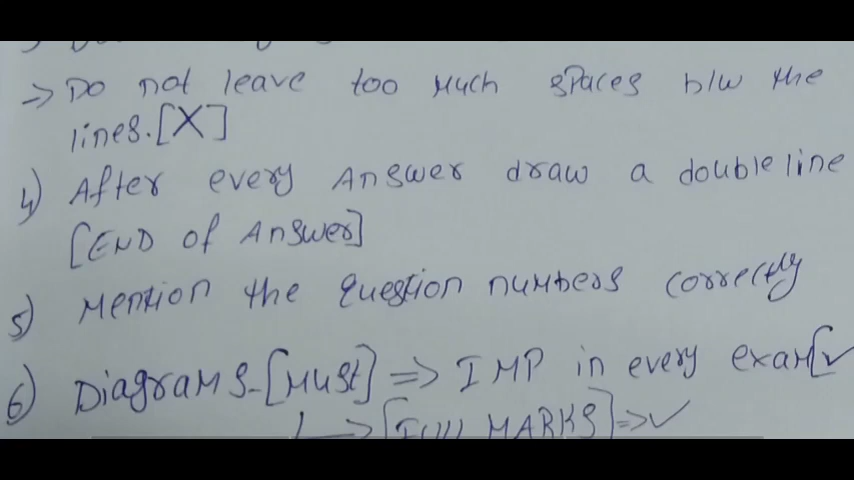 => Do not leave too much spaces b/w the
lines.[X]
4) After every Answer draw a double line
[END of Answer]
5) Mention the question numbers correctly
6) Diagrams-[Must] => IMP in every exam[✓
↳ [Full MARKS] => ✓